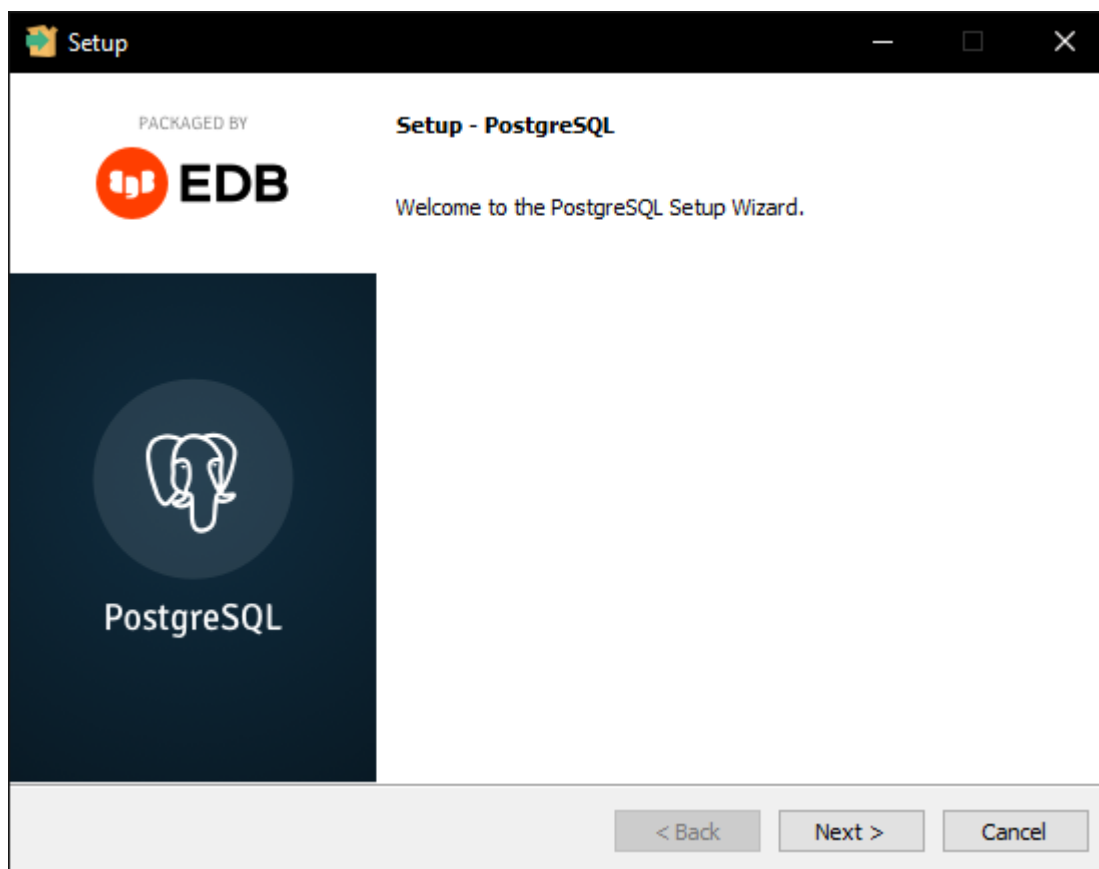 Setup
PACKAGED BY
EDB
Setup - PostgreSQL
Welcome to the PostgreSQL Setup Wizard.
PostgreSQL
< Back
Next >
Cancel